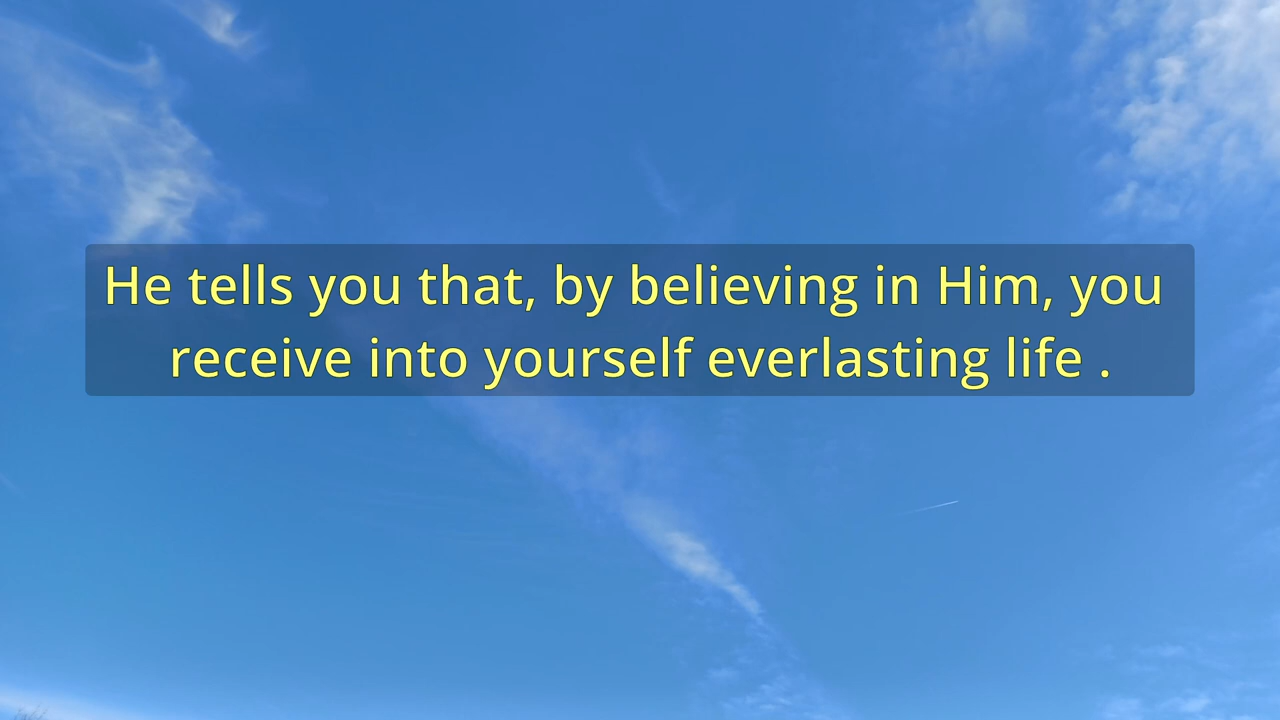 He tells you that, by believing in Him, you
receive into yourself everlasting life .